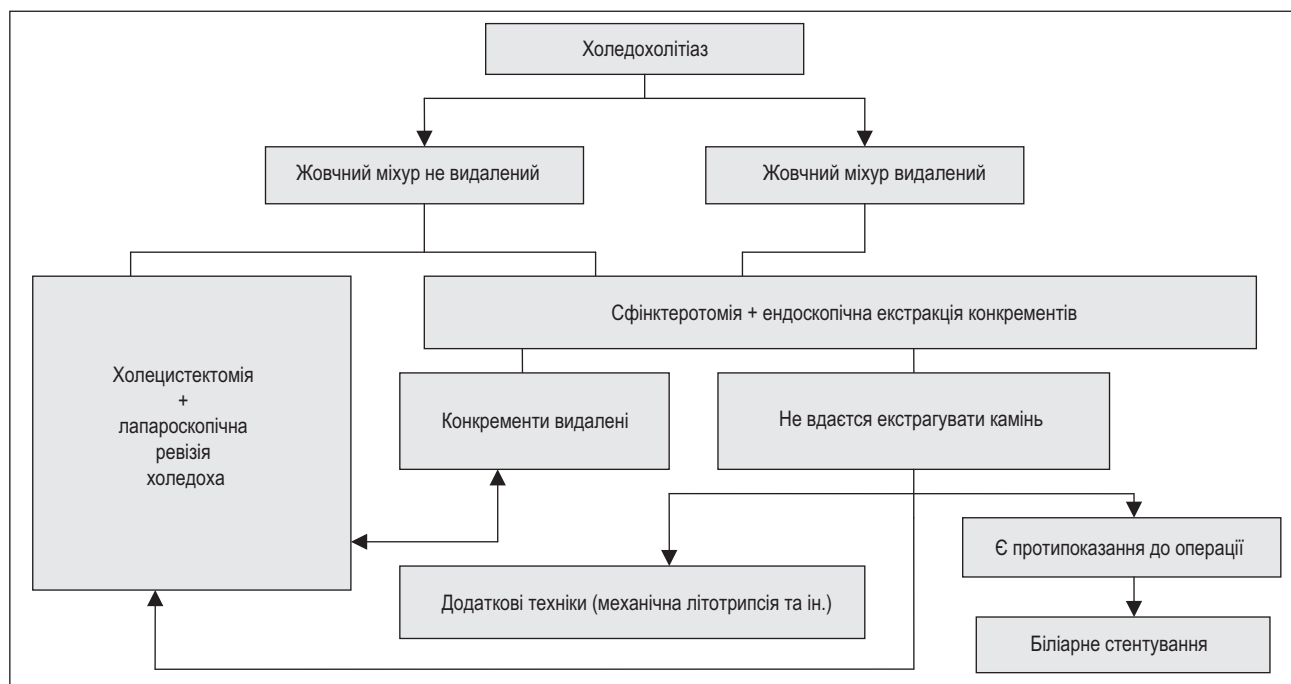 Холедохолітіаз
Жовчний міхур не видалений
Жовчний міхур видалений
Сфінктеротомія + ендоскопічна екстракція конкрементів
Холецистектомія
+
лапароскопічна
ревізія
холедоха
Конкременти видалені
Не вдаєтся екстрагувати камінь
Є протипоказання до операції
Додаткові техніки (механічна літотрипсія та ін.)
Біліарне стентування